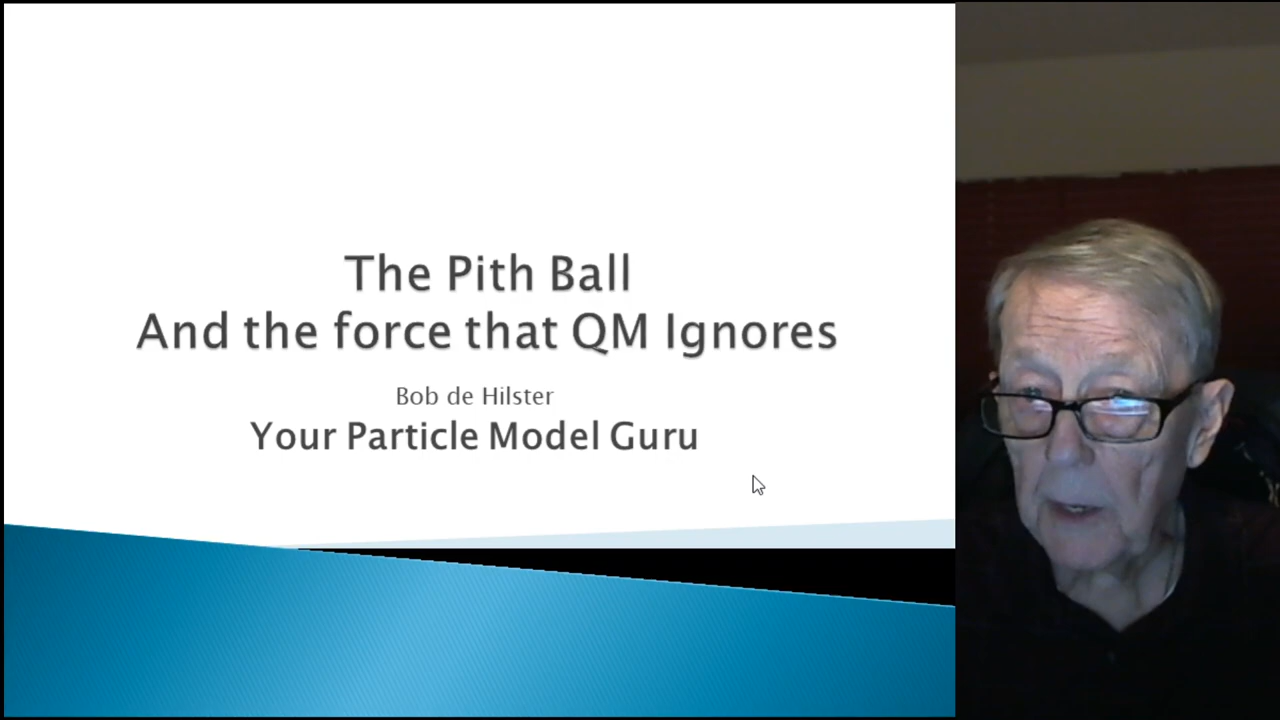 The Pith Ball
And the force that QM Ignores
Bob de Hilster
Your Particle Model Guru